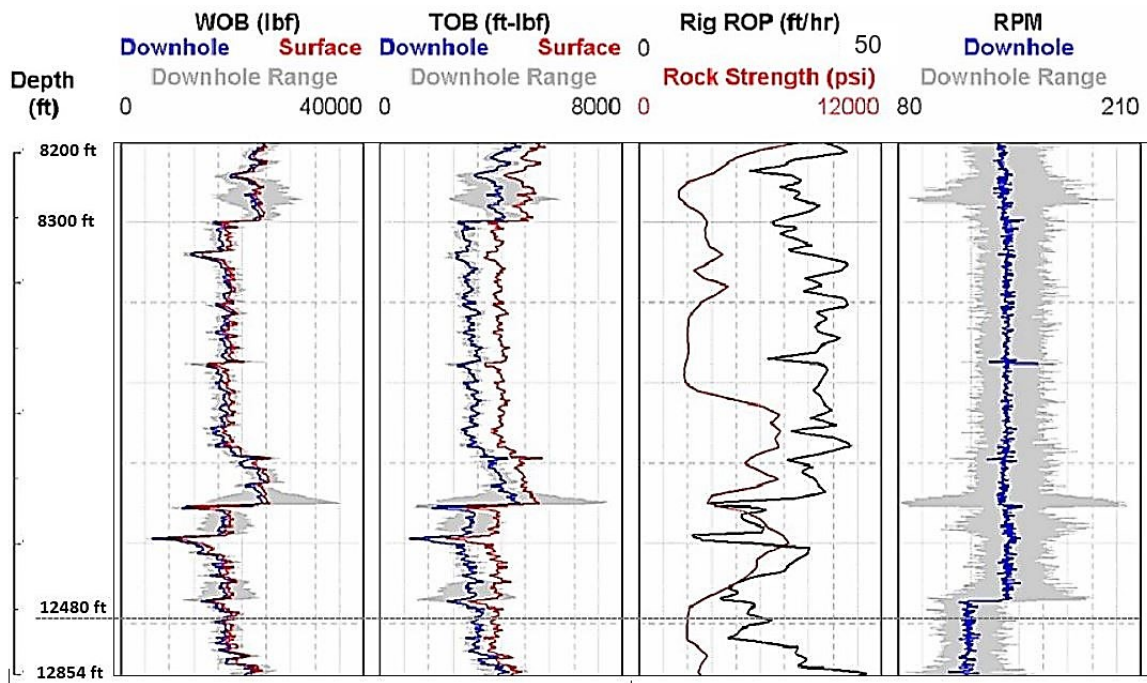 WOB (lbf) TOB (ft-lbf) Rig ROP (ft/hr) RPM
Downhole Surface Downhole Surface 0 50 Downhole
Depth Downhole Range Downhole Range Rock Strength (psi) Downhole Range
(ft) 0 40000 0 8000 0 12000 80 210
8200 ft
8300 ft
12480 ft
12854 ft